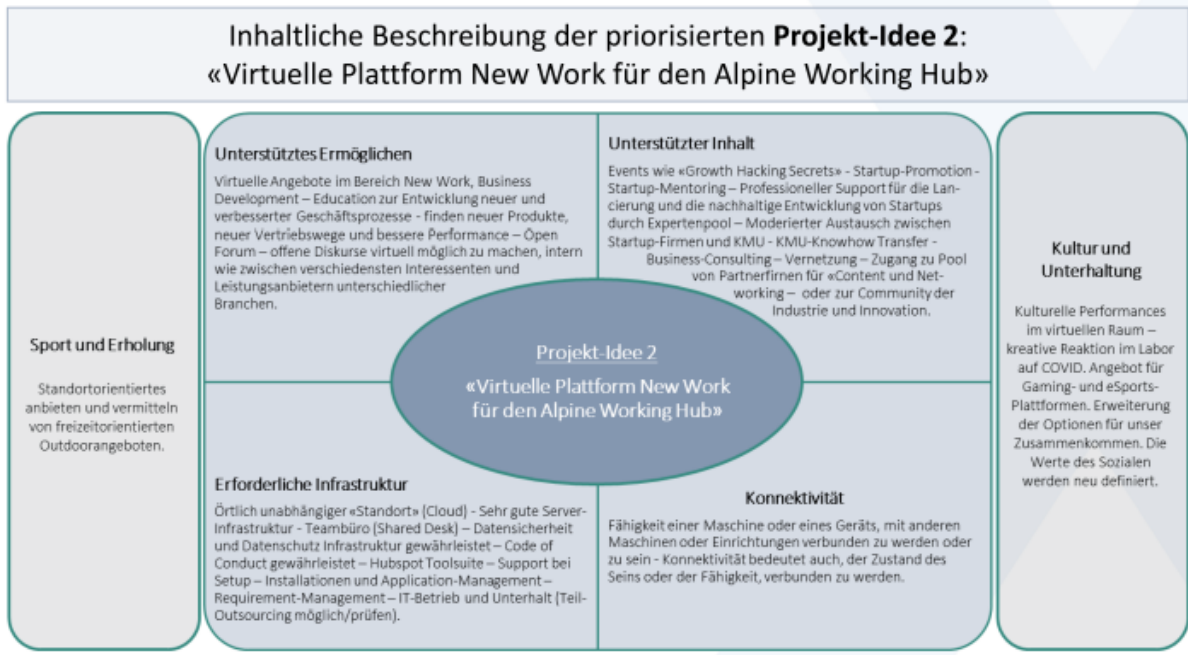 Inhaltliche Beschreibung der priorisierten Projekt-Idee 2:
«Virtuelle Plattform New Work für den Alpine Working Hub»
Sport und Erholung
Standortorientiertes
anbieten und vermitteln
von freizeitorientierten
Outdoorangeboten.
Unterstütztes Ermöglichen
Virtuelle Angebote im Bereich New Work, Business
Development – Education zur Entwicklung neuer und
verbesserter Geschäftsprozesse - finden neuer Produkte,
neuer Vertriebswege und bessere Performance – Open
Forum – offene Diskurse virtuell möglich zu machen, intern
wie zwischen verschiedensten Interessenten und
Leistungsanbietern unterschiedlicher
Branchen.
Unterstützter Inhalt
Events wie «Growth Hacking Secrets» - Startup-Promotion -
Startup-Mentoring – Professioneller Support für die Lan-
cierung und die nachhaltige Entwicklung von Startups
durch Expertenpool – Moderierter Austausch zwischen
Startup-Firmen und KMU - KMU-Knowhow Transfer -
Business-Consulting – Vernetzung – Zugang zu Pool
von Partnerfirnen für «Content und Net-
working – oder zur Community der
Industrie und Innovation.
Projekt-Idee 2
«Virtuelle Plattform New Work
für den Alpine Working Hub»
Erforderliche Infrastruktur
Örtlich unabhängiger «Standort» (Cloud) - Sehr gute Server-
Infrastruktur - Teambüro (Shared Desk) – Datensicherheit
und Datenschutz Infrastruktur gewährleistet – Code of
Conduct gewährleistet – Hubspot Toolsuite – Support bei
Setup – Installationen und Application-Management –
Requirement-Management – IT-Betrieb und Unterhalt (Teil-
Outsourcing möglich/prüfen).
Konnektivität
Fähigkeit einer Maschine oder eines Geräts, mit anderen
Maschinen oder Einrichtungen verbunden zu werden oder
zu sein - Konnektivität bedeutet auch, der Zustand des
Seins oder der Fähigkeit, verbunden zu werden.
Kultur und
Unterhaltung
Kulturelle Performances
im virtuellen Raum –
kreative Reaktion im Labor
auf COVID. Angebot für
Gaming- und eSports-
Plattformen. Erweiterung
der Optionen für unser
Zusammenkommen. Die
Werte des Sozialen
werden neu definiert.